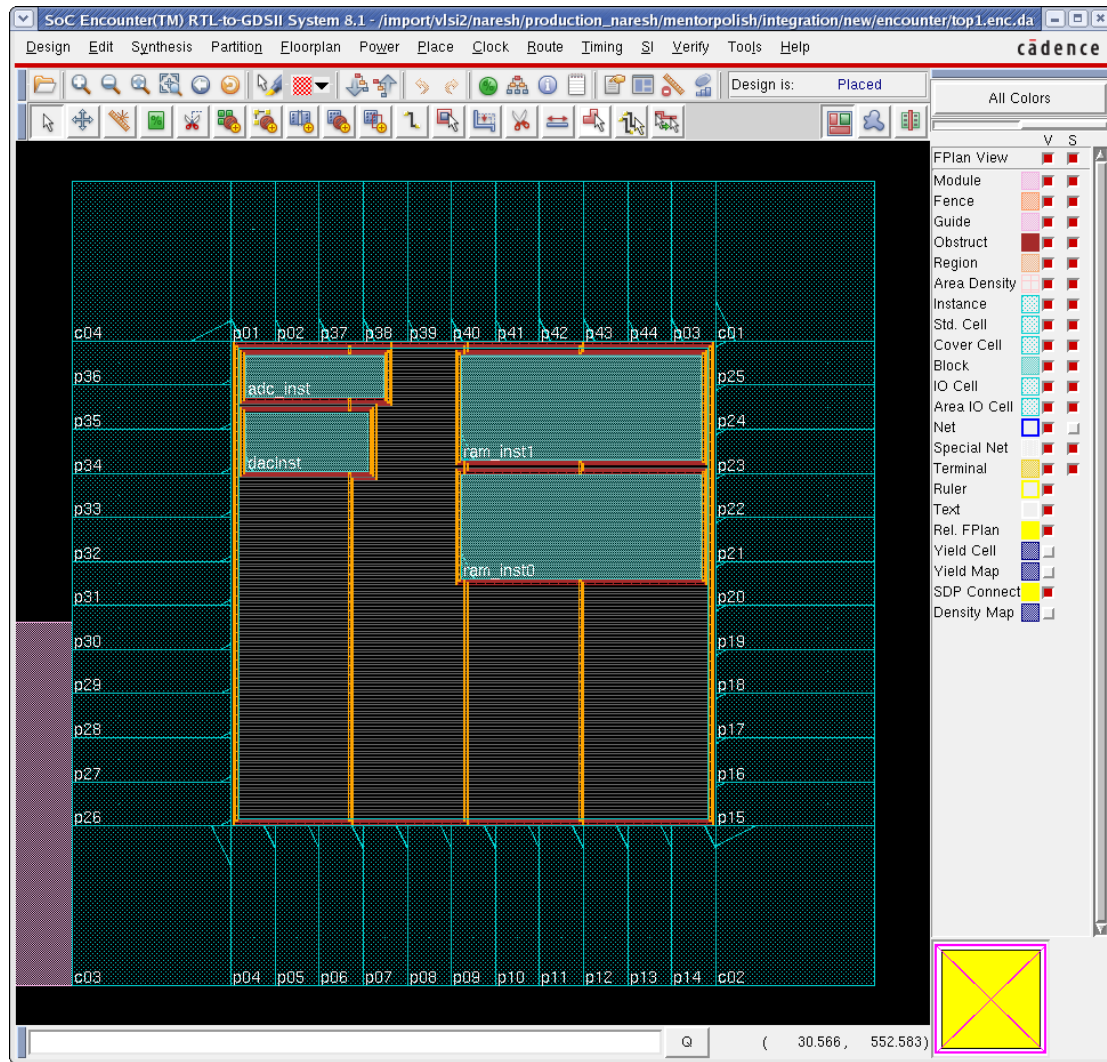 SoC Encounter(TM) RTL-to-GDSII System 8.1 - /import/vlsi2/naresh/production_naresh/mentorpolish/integration/new/encounter/top1.enc.da
Design Edit Synthesis Partition Floorplan Power Place Clock Route Timing SI Verify Tools Help cādence
Design is: Placed
All Colors
V S
FPlan View
Module
Fence
Guide
Obstruct
Region
Area Density
Instance
Std. Cell
Cover Cell
Block
IO Cell
Area IO Cell
Net
Special Net
Terminal
Ruler
Text
Rel. FPlan
Yield Cell
Yield Map
SDP Connect
Density Map
c04 p01 p02 p37 p38 p39 p40 p41 p42 p43 p44 p03 c01
p36 p25
adc_inst
p35 p24
dacInst ram_inst1
p34 p23
p33 p22
p32 p21
ram_inst0
p31 p20
p30 p19
p29 p18
p28 p17
p27 p16
p26 p15
c03 p04 p05 p06 p07 p08 p09 p10 p11 p12 p13 p14 c02
Q ( 30.566 , 552.583)